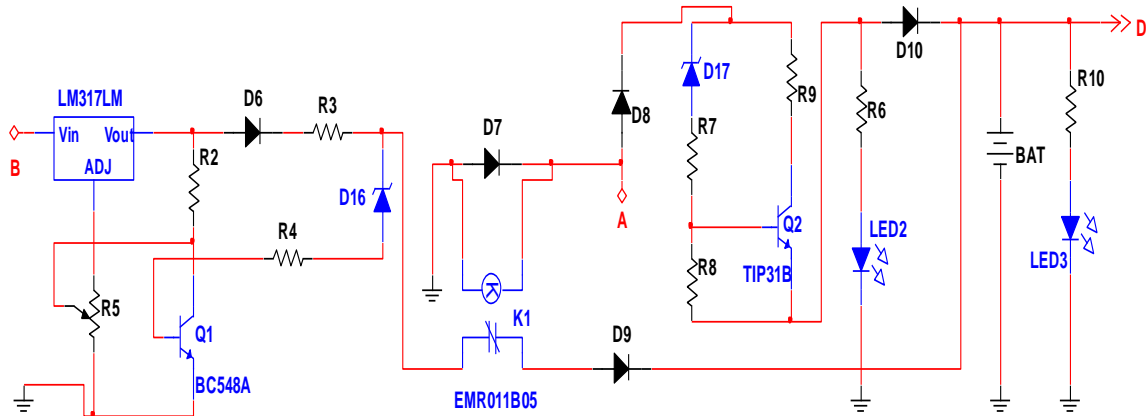 LM317LM
Vin
Vout
ADJ
B
R2
D6
R3
D16
R4
R5
Q1
BC548A
D7
K
K1
EMR011B05
D8
A
D9
D17
R7
R8
R9
Q2
TIP31B
R6
LED2
D10
BAT
R10
LED3
D